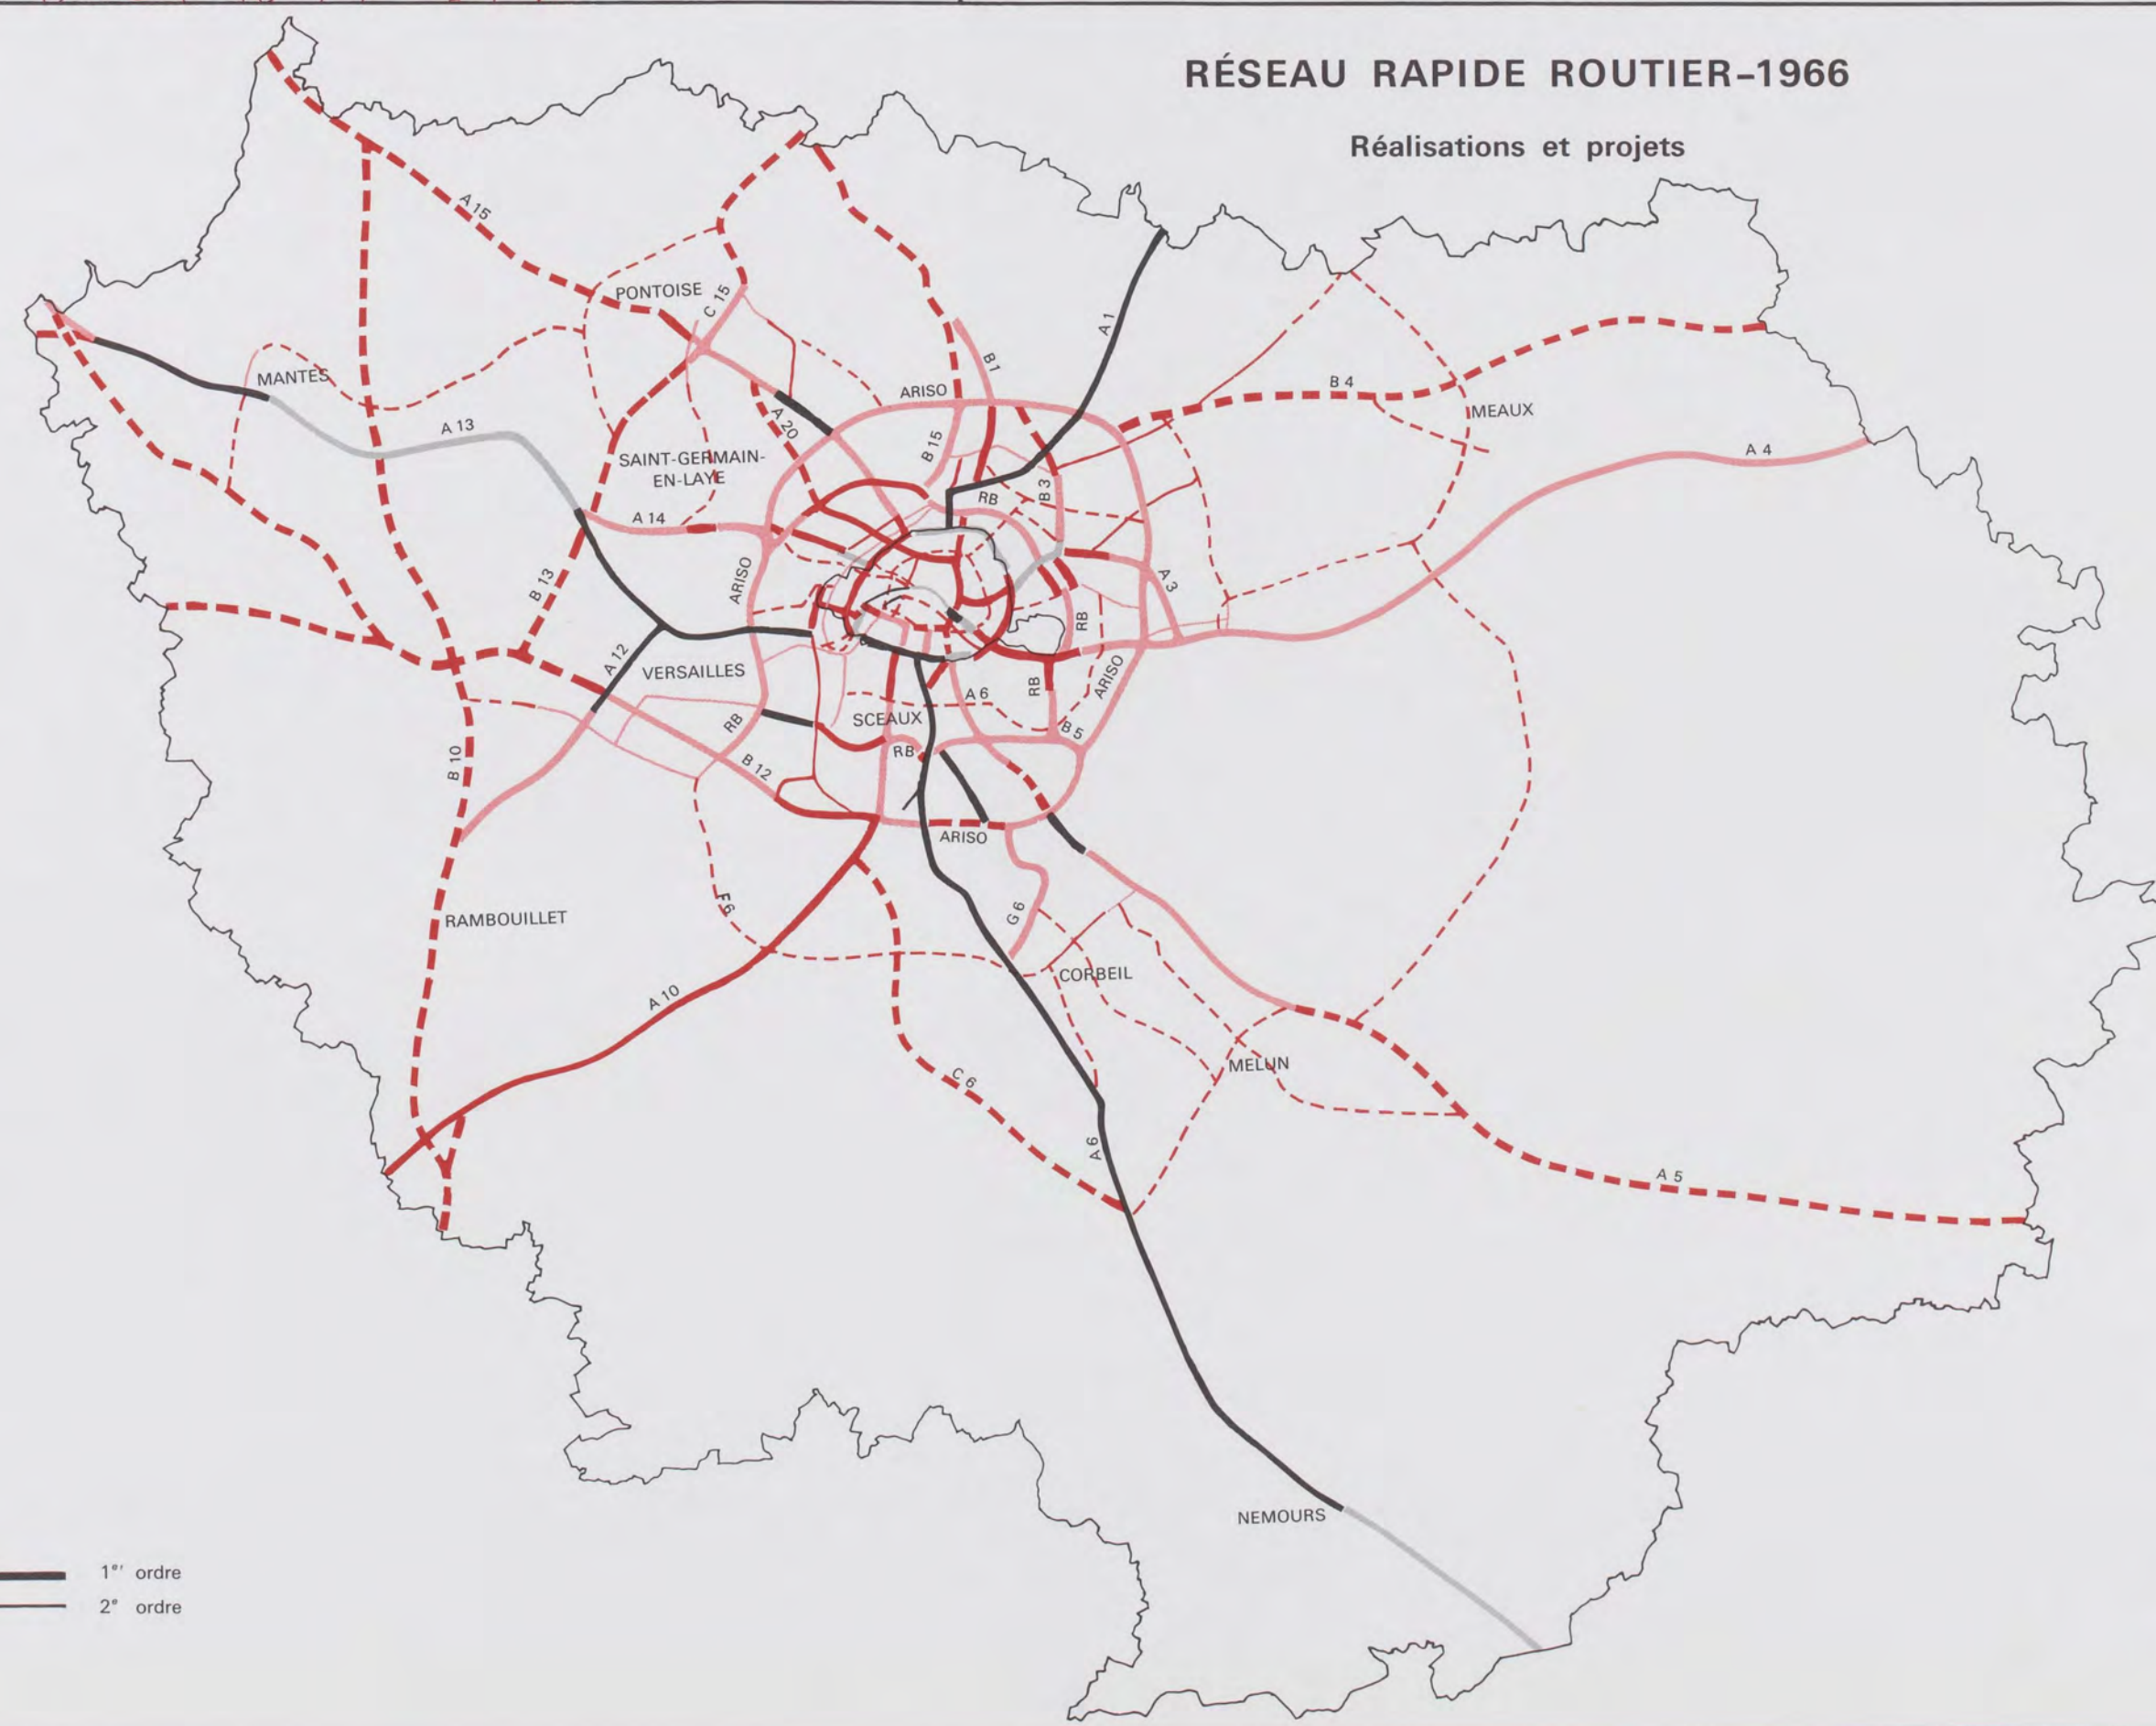 RÉSEAU RAPIDE ROUTIER-1966
Réalisations et projets
A 15
PONTOISE
C 15
A 1
B 1
ARISO
B 4
MEAUX
MANTES
A 13
A 20
B 15
A 4
SAINT-GERMAIN-
EN-LAYE
RB
B 3
A 14
ARISO
B 13
A 3
RB
A 12
VERSAILLES
ARISO
RB
A 6
SCEAUX
RB
B 5
RB
B 10
B 12
ARISO
F6
G 6
RAMBOUILLET
CORBEIL
A 10
MELUN
C 6
A 6
A 5
NEMOURS
1er ordre
2e ordre